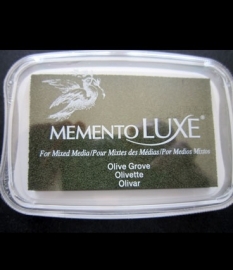 MEMENTO LUXE®
For Mixed Media/Pour Mixtes des Médias/Por Medios Mixtos
Olive Grove
Olivette
Olivar